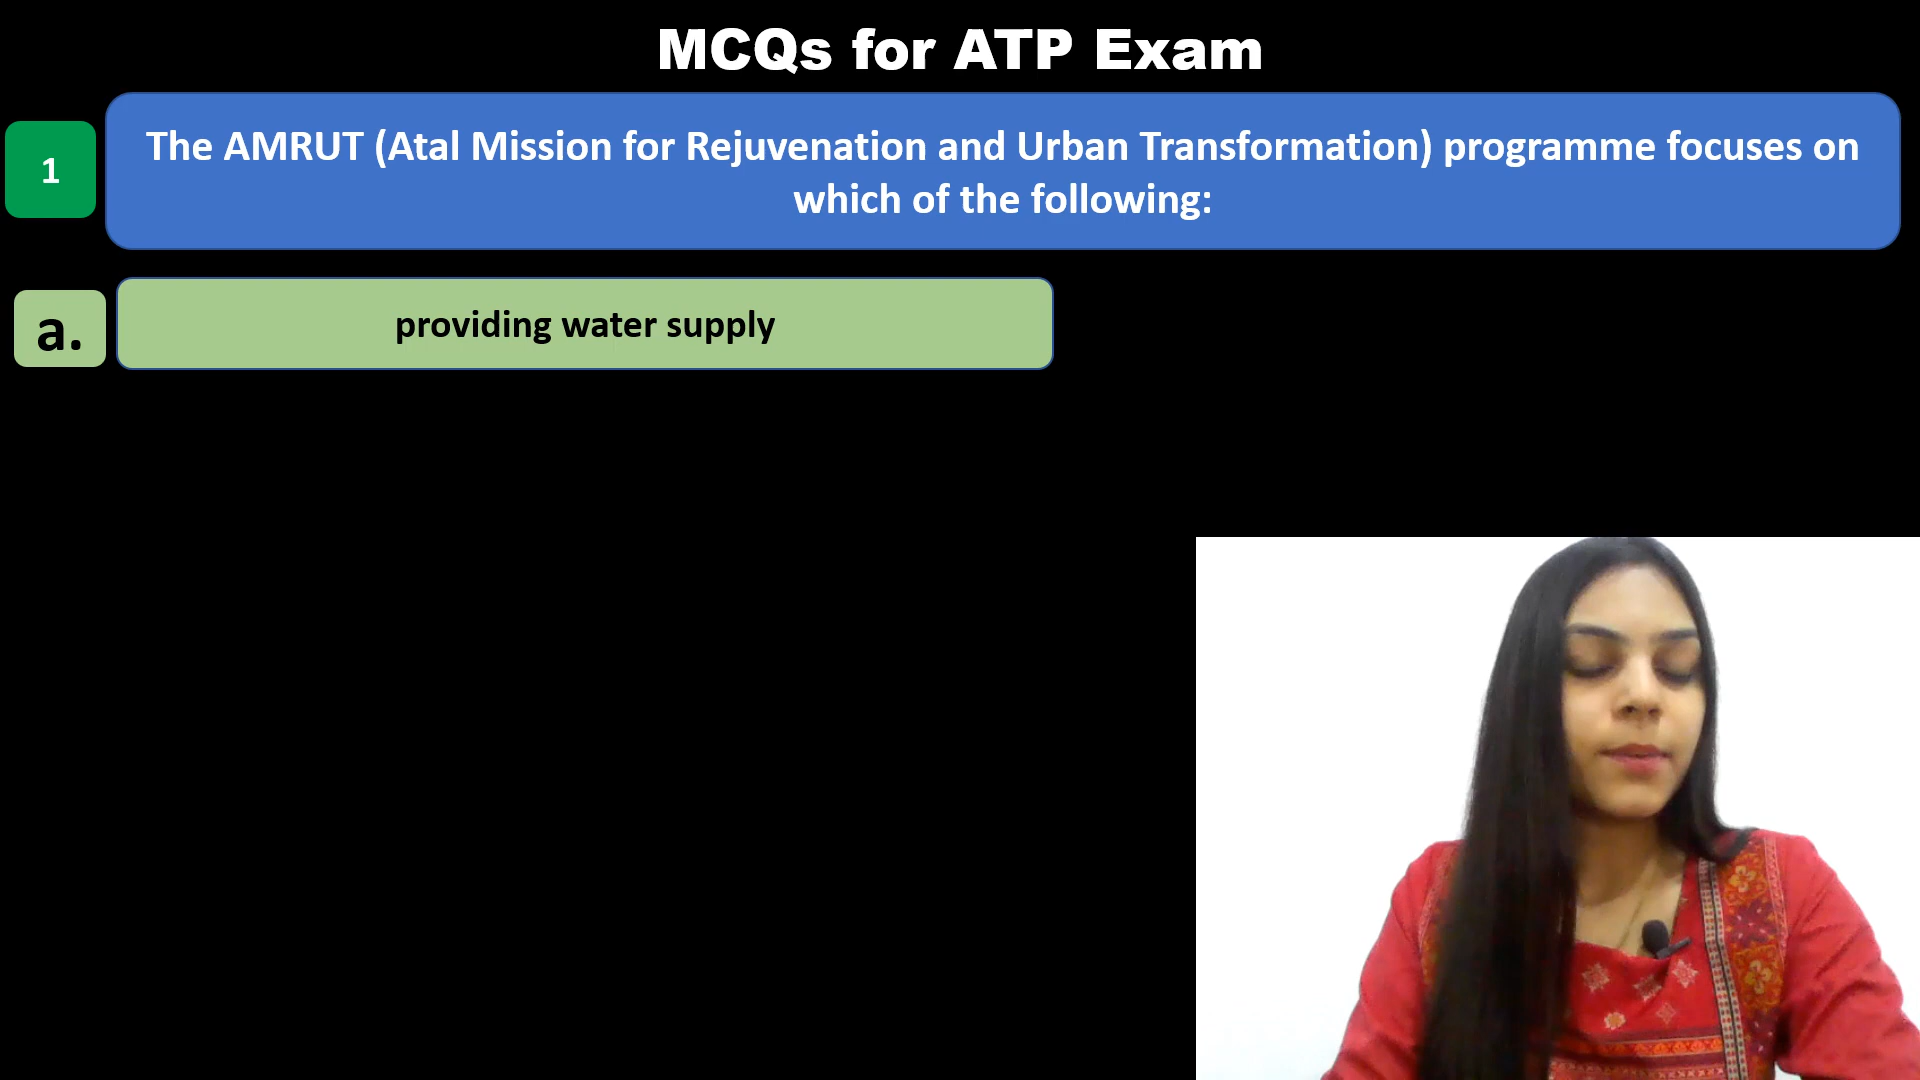 MCQs for ATP Exam
1
The AMRUT (Atal Mission for Rejuvenation and Urban Transformation) programme focuses on
which of the following:
a.
providing water supply